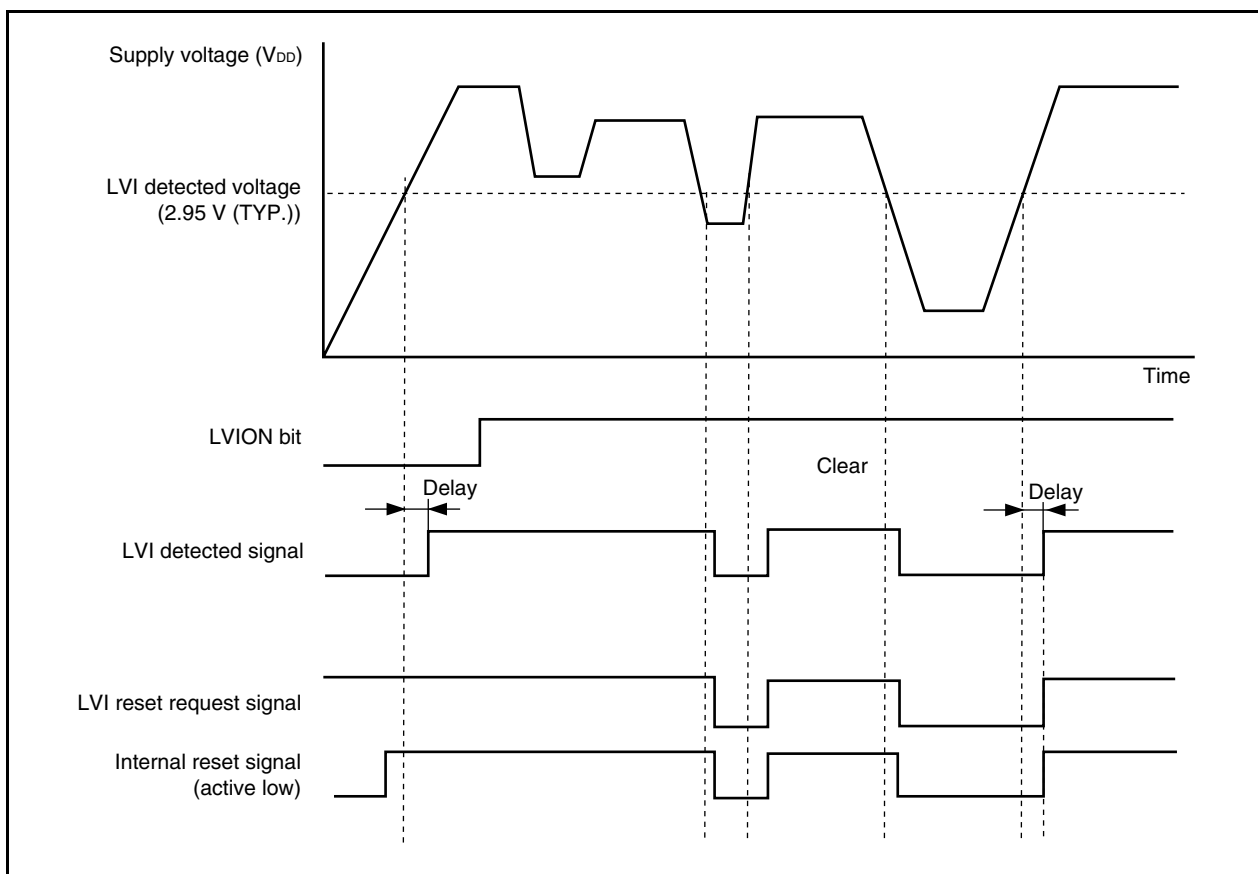 Supply voltage (VDD)
LVI detected voltage
(2.95 V (TYP.))
Time
LVION bit
Clear
Delay
Delay
LVI detected signal
LVI reset request signal
Internal reset signal
(active low)